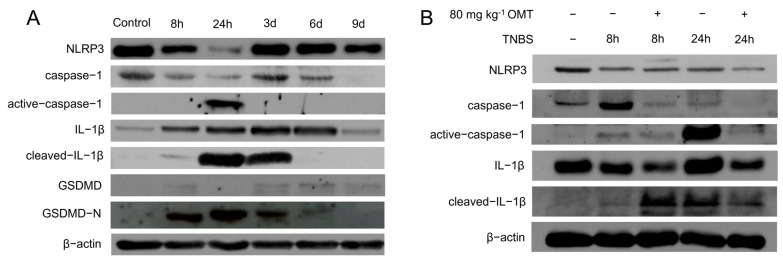 A
Control 8h 24h 3d 6d 9d
NLRP3
caspase-1
active-caspase-1
IL-1β
cleaved-IL-1β
GSDMD
GSDMD-N
β-actin
B
80 mg kg⁻¹ OMT − − + − +
TNBS − 8h 8h 24h 24h
NLRP3
caspase-1
active-caspase-1
IL-1β
cleaved-IL-1β
β-actin